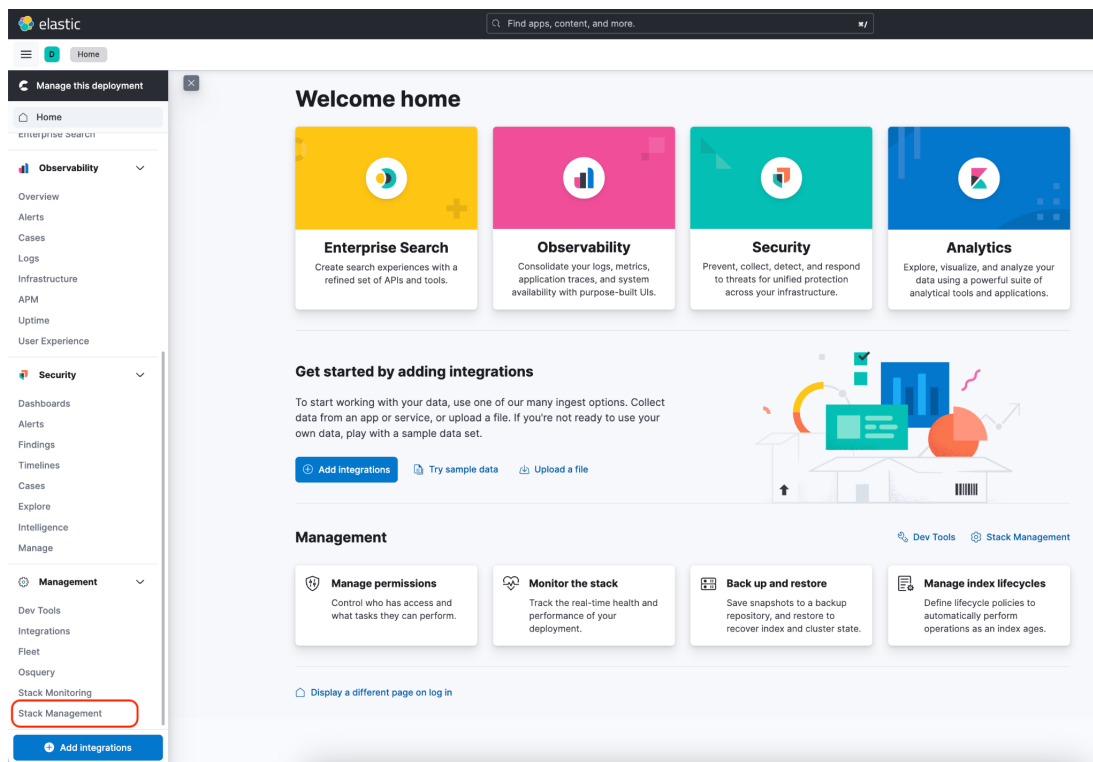 elastic
Find apps, content, and more.
⌘/
D
Home
Manage this deployment
Home
Enterprise Search
Observability
Overview
Alerts
Cases
Logs
Infrastructure
APM
Uptime
User Experience
Security
Dashboards
Alerts
Findings
Timelines
Cases
Explore
Intelligence
Manage
Management
Dev Tools
Integrations
Fleet
Osquery
Stack Monitoring
Stack Management
Add integrations
Welcome home
Enterprise Search
Create search experiences with a
refined set of APIs and tools.
Observability
Consolidate your logs, metrics,
application traces, and system
availability with purpose-built UIs.
Security
Prevent, collect, detect, and respond
to threats for unified protection
across your infrastructure.
Analytics
Explore, visualize, and analyze your
data using a powerful suite of
analytical tools and applications.
Get started by adding integrations
To start working with your data, use one of our many ingest options. Collect
data from an app or service, or upload a file. If you're not ready to use your
own data, play with a sample data set.
Add integrations
Try sample data
Upload a file
Management
Dev Tools
Stack Management
Manage permissions
Control who has access and
what tasks they can perform.
Monitor the stack
Track the real-time health and
performance of your
deployment.
Back up and restore
Save snapshots to a backup
repository, and restore to
recover index and cluster state.
Manage index lifecycles
Define lifecycle policies to
automatically perform
operations as an index ages.
Display a different page on log in